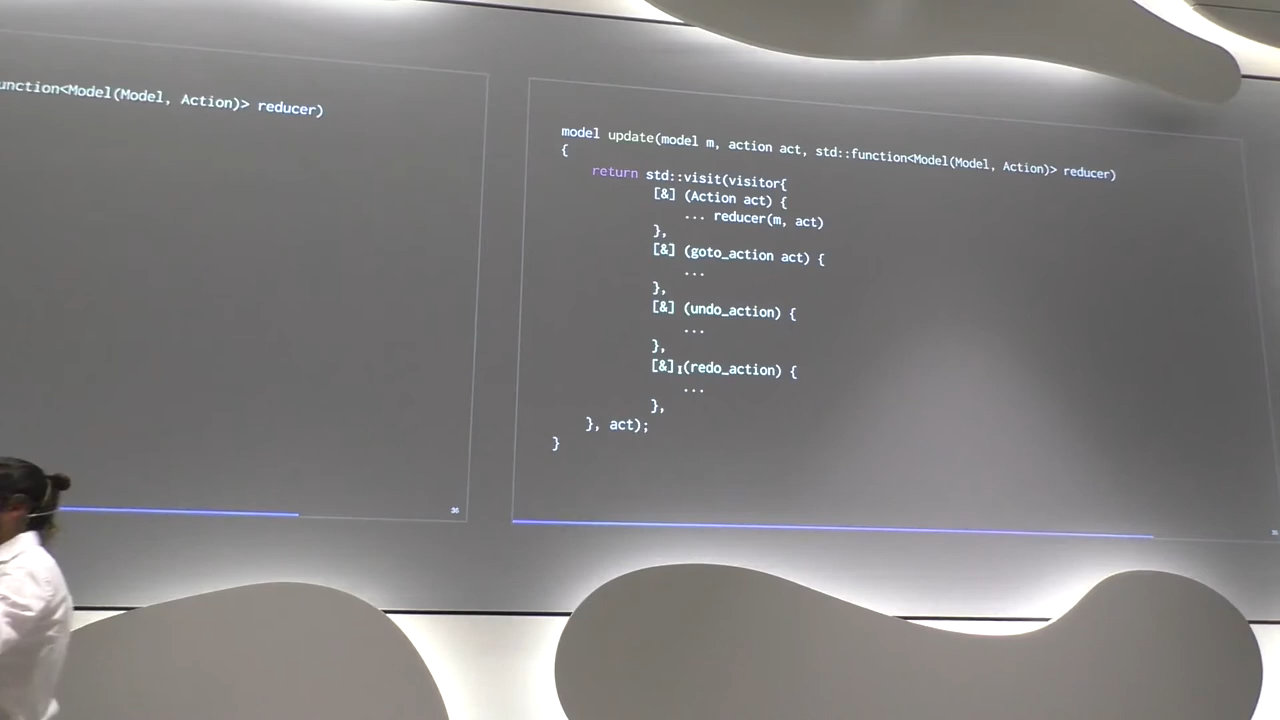 unction<Model(Model, Action)> reducer)
36
model update(model m, action act, std::function<Model(Model, Action)> reducer)
{
return std::visit(visitor{
[&] (Action act) {
... reducer(m, act)
},
[&] (goto_action act) {
...
},
[&] (undo_action) {
...
},
[&] (redo_action) {
...
},
}, act);
}